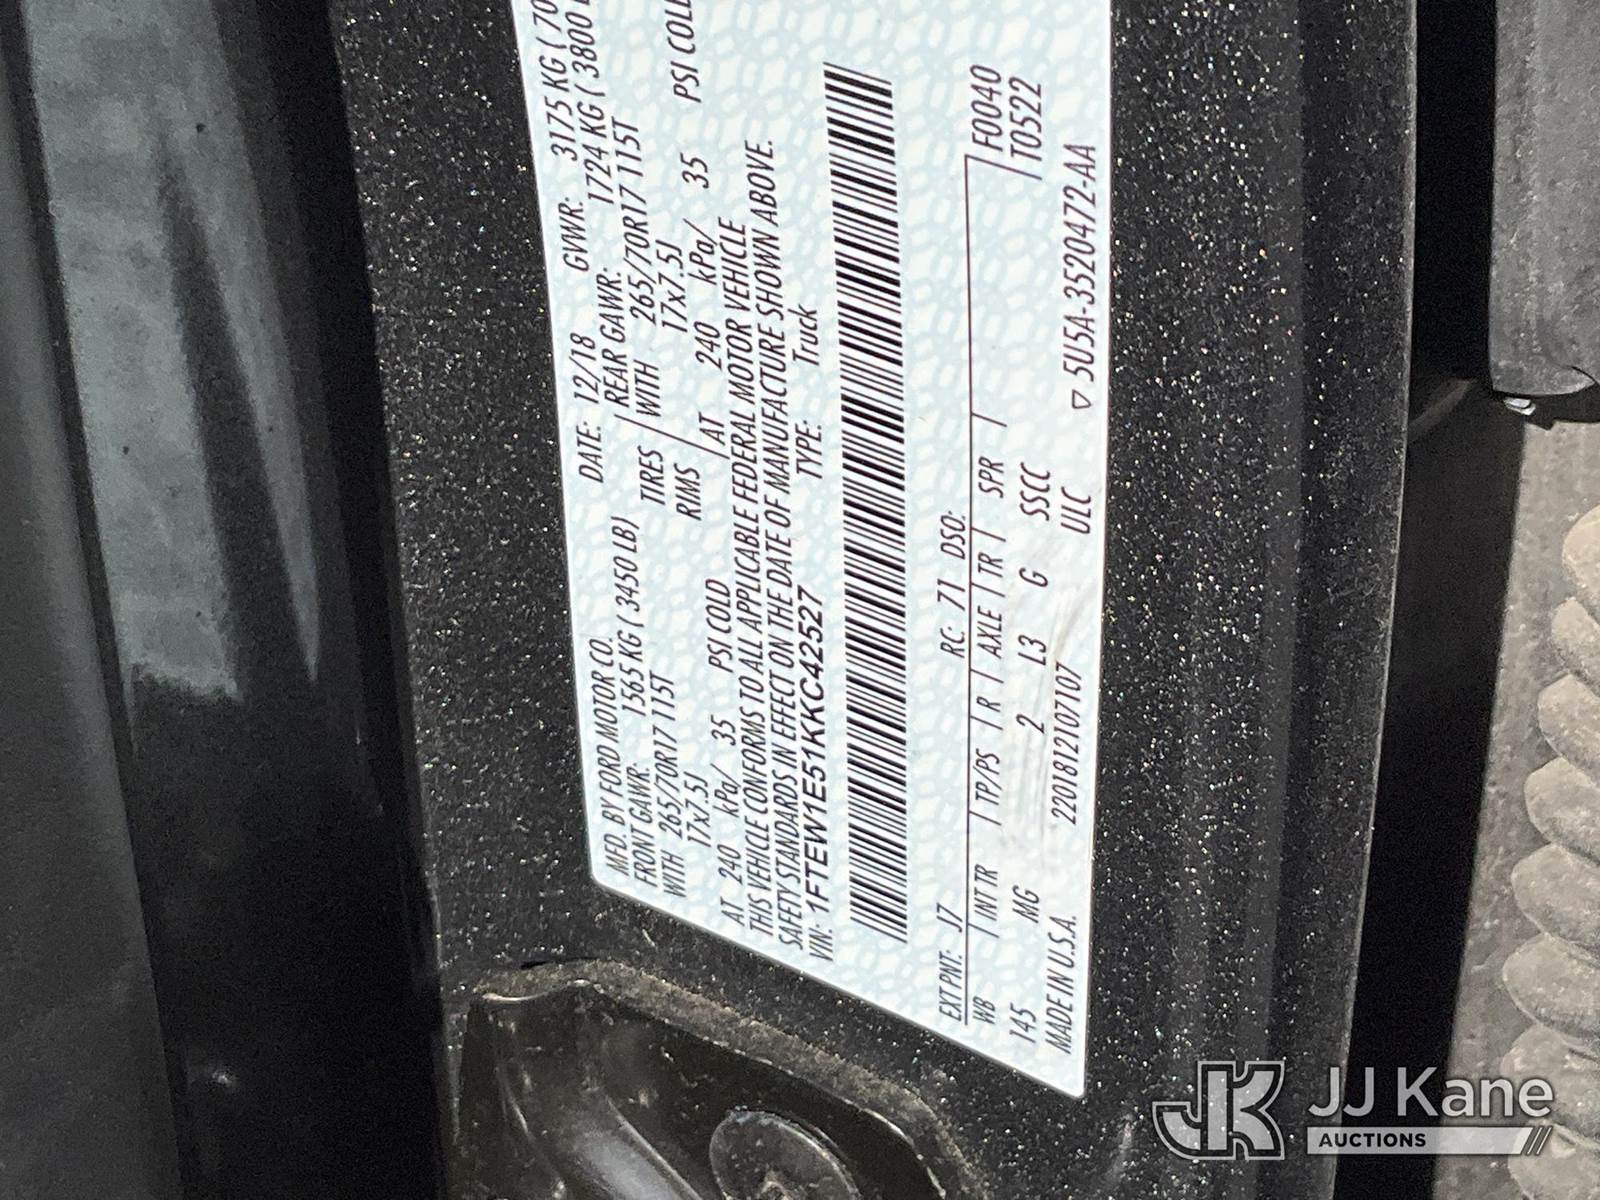 MFD. BY FORD MOTOR CO.
DATE: 12/18 GVWR: 3175 KG ( 70
FRONT GAWR: 1565 KG ( 3450 LB) REAR GAWR: 1724 KG ( 3800
WITH 265/70R17 115T TIRES WITH 265/70R17 115T
17x7.5J RIMS 17x7.5J
AT 240 kPa/ 35 PSI COLD AT 240 kPa/ 35 PSI COLD
THIS VEHICLE CONFORMS TO ALL APPLICABLE FEDERAL MOTOR VEHICLE
SAFETY STANDARDS IN EFFECT ON THE DATE OF MANUFACTURE SHOWN ABOVE.
VIN: 1FTEW1E51KKC42527 TYPE: Truck
EXT PNT: J7 RC: 71 DSO: F0040
WB | INT TR | TP/PS | R | AXLE | TR | SPR | T0522
145 MG 2 L3 G SSCC
MADE IN U.S.A. 2201812107107 ULC ▽ 5U5A-3520472-AA
JK JJ Kane
AUCTIONS